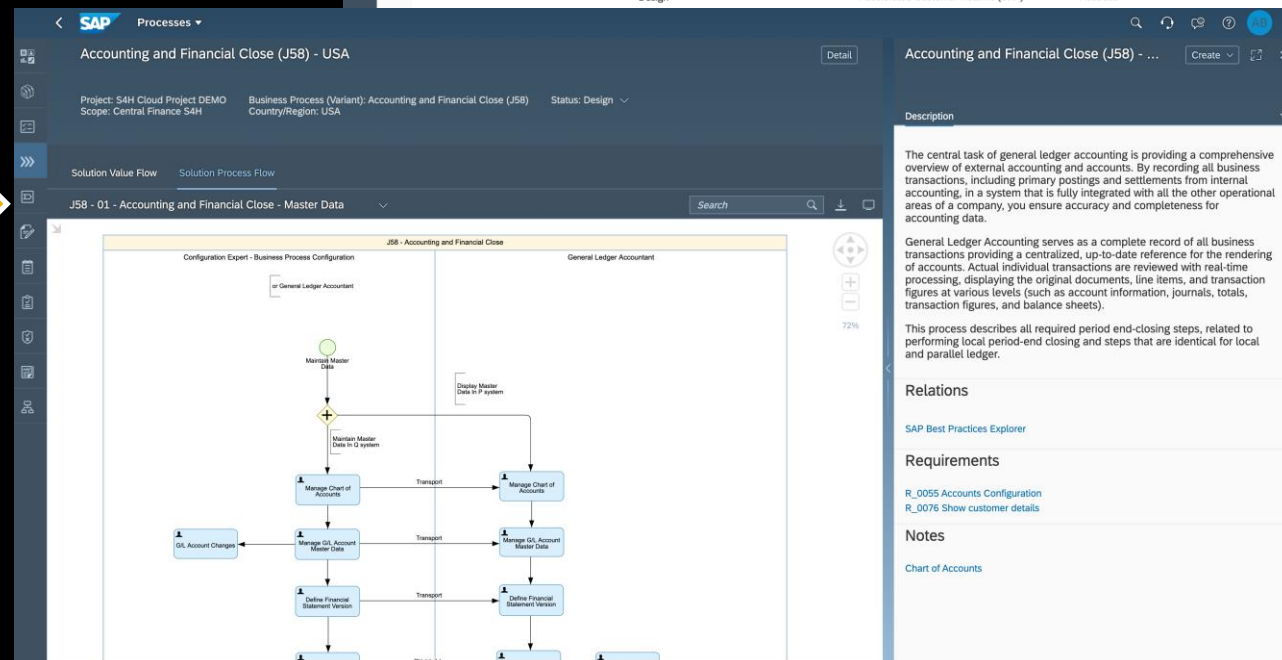 Design
SAP
Processes
AB
Accounting and Financial Close (J58) - USA
Detail
Project: S4H Cloud Project DEMO
Business Process (Variant): Accounting and Financial Close (J58)
Status: Design
Scope: Central Finance S4H
Country/Region: USA
Solution Value Flow
Solution Process Flow
J58 - 01 - Accounting and Financial Close - Master Data
Search
J58 - Accounting and Financial Close
Configuration Expert - Business Process Configuration
General Ledger Accountant
or General Ledger Accountant
72%
Maintain Master
Data
Display Master
Data In P system
Maintain Master
Data In Q system
Manage Chart of
Accounts
Transport
Manage Chart of
Accounts
G/L Account Changes
Manage G/L Account
Master Data
Transport
Manage G/L Account
Master Data
Define Financial
Statement Version
Transport
Define Financial
Statement Version
Accounting and Financial Close (J58) - ...
Create
Description
The central task of general ledger accounting is providing a comprehensive
overview of external accounting and accounts. By recording all business
transactions, including primary postings and settlements from internal
accounting, in a system that is fully integrated with all the other operational
areas of a company, you ensure accuracy and completeness for
accounting data.
General Ledger Accounting serves as a complete record of all business
transactions providing a centralized, up-to-date reference for the rendering
of accounts. Actual individual transactions are reviewed with real-time
processing, displaying the original documents, line items, and transaction
figures at various levels (such as account information, journals, totals,
transaction figures, and balance sheets).
This process describes all required period end-closing steps, related to
performing local period-end closing and steps that are identical for local
and parallel ledger.
Relations
SAP Best Practices Explorer
Requirements
R_0055 Accounts Configuration
R_0076 Show customer details
Notes
Chart of Accounts